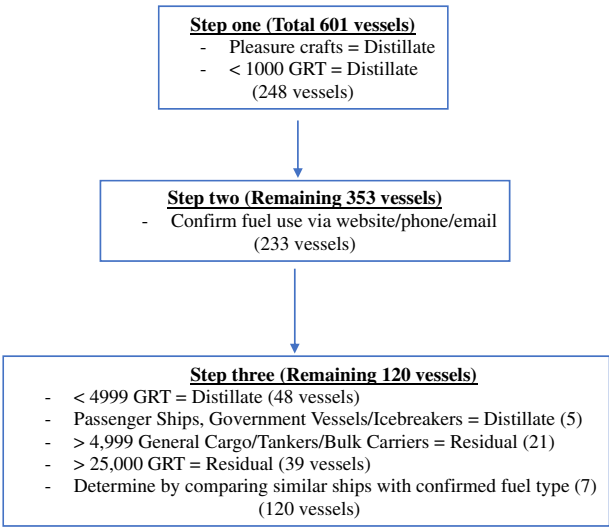 Step one (Total 601 vessels)
- Pleasure crafts = Distillate
- < 1000 GRT = Distillate
(248 vessels)
Step two (Remaining 353 vessels)
- Confirm fuel use via website/phone/email
(233 vessels)
Step three (Remaining 120 vessels)
- < 4999 GRT = Distillate (48 vessels)
- Passenger Ships, Government Vessels/Icebreakers = Distillate (5)
- > 4,999 General Cargo/Tankers/Bulk Carriers = Residual (21)
- > 25,000 GRT = Residual (39 vessels)
- Determine by comparing similar ships with confirmed fuel type (7)
(120 vessels)